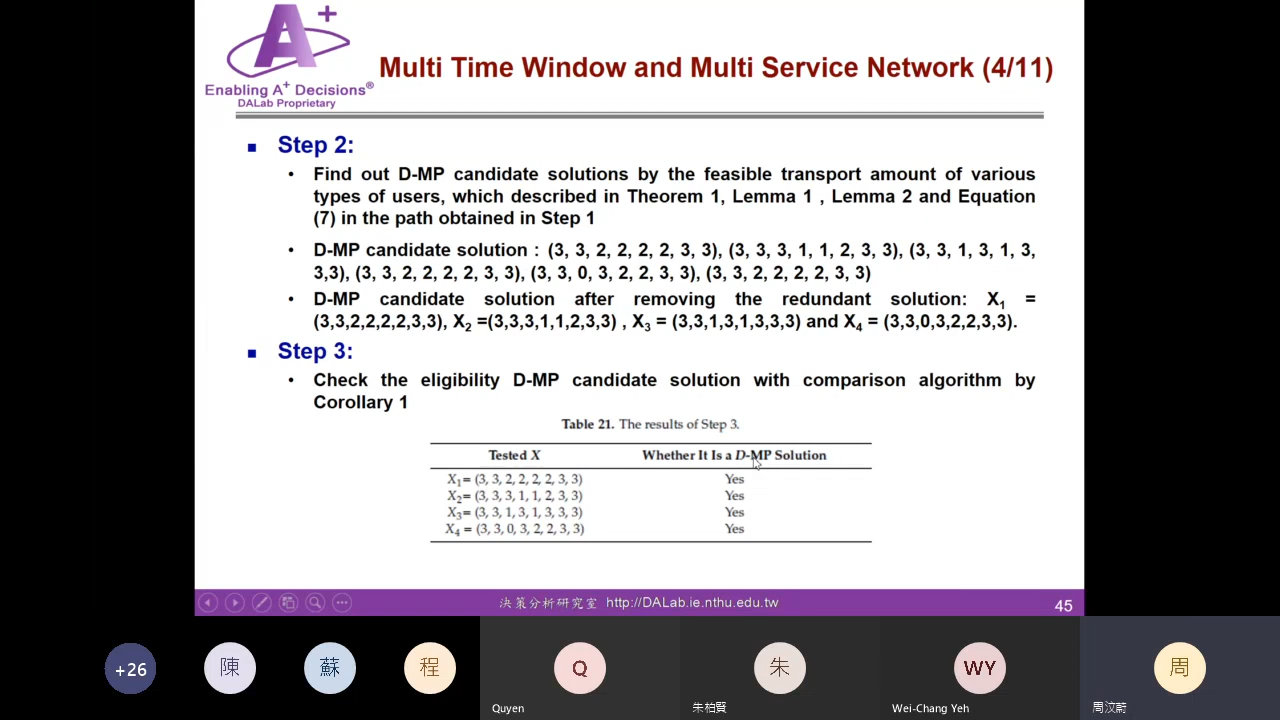 A+
Enabling A+ Decisions®
DALab Proprietary
Multi Time Window and Multi Service Network (4/11)
▪ Step 2:
• Find out D-MP candidate solutions by the feasible transport amount of various
types of users, which described in Theorem 1, Lemma 1 , Lemma 2 and Equation
(7) in the path obtained in Step 1
• D-MP candidate solution : (3, 3, 2, 2, 2, 2, 3, 3), (3, 3, 3, 1, 1, 2, 3, 3), (3, 3, 1, 3, 1, 3,
3,3), (3, 3, 2, 2, 2, 2, 3, 3), (3, 3, 0, 3, 2, 2, 3, 3), (3, 3, 2, 2, 2, 2, 3, 3)
• D-MP candidate solution after removing the redundant solution: X1 =
(3,3,2,2,2,2,3,3), X2 =(3,3,3,1,1,2,3,3) , X3 = (3,3,1,3,1,3,3,3) and X4 = (3,3,0,3,2,2,3,3).
▪ Step 3:
• Check the eligibility D-MP candidate solution with comparison algorithm by
Corollary 1
Table 21. The results of Step 3.
Tested X Whether It Is a D-MP Solution
X1= (3, 3, 2, 2, 2, 2, 3, 3) Yes
X2= (3, 3, 3, 1, 1, 2, 3, 3) Yes
X3= (3, 3, 1, 3, 1, 3, 3, 3) Yes
X4 = (3, 3, 0, 3, 2, 2, 3, 3) Yes
決策分析研究室 http://DALab.ie.nthu.edu.tw
45
+26 陳 蘇 程 Q 朱 WY 周
Quyen 朱柏賢 Wei-Chang Yeh 周汶蔚